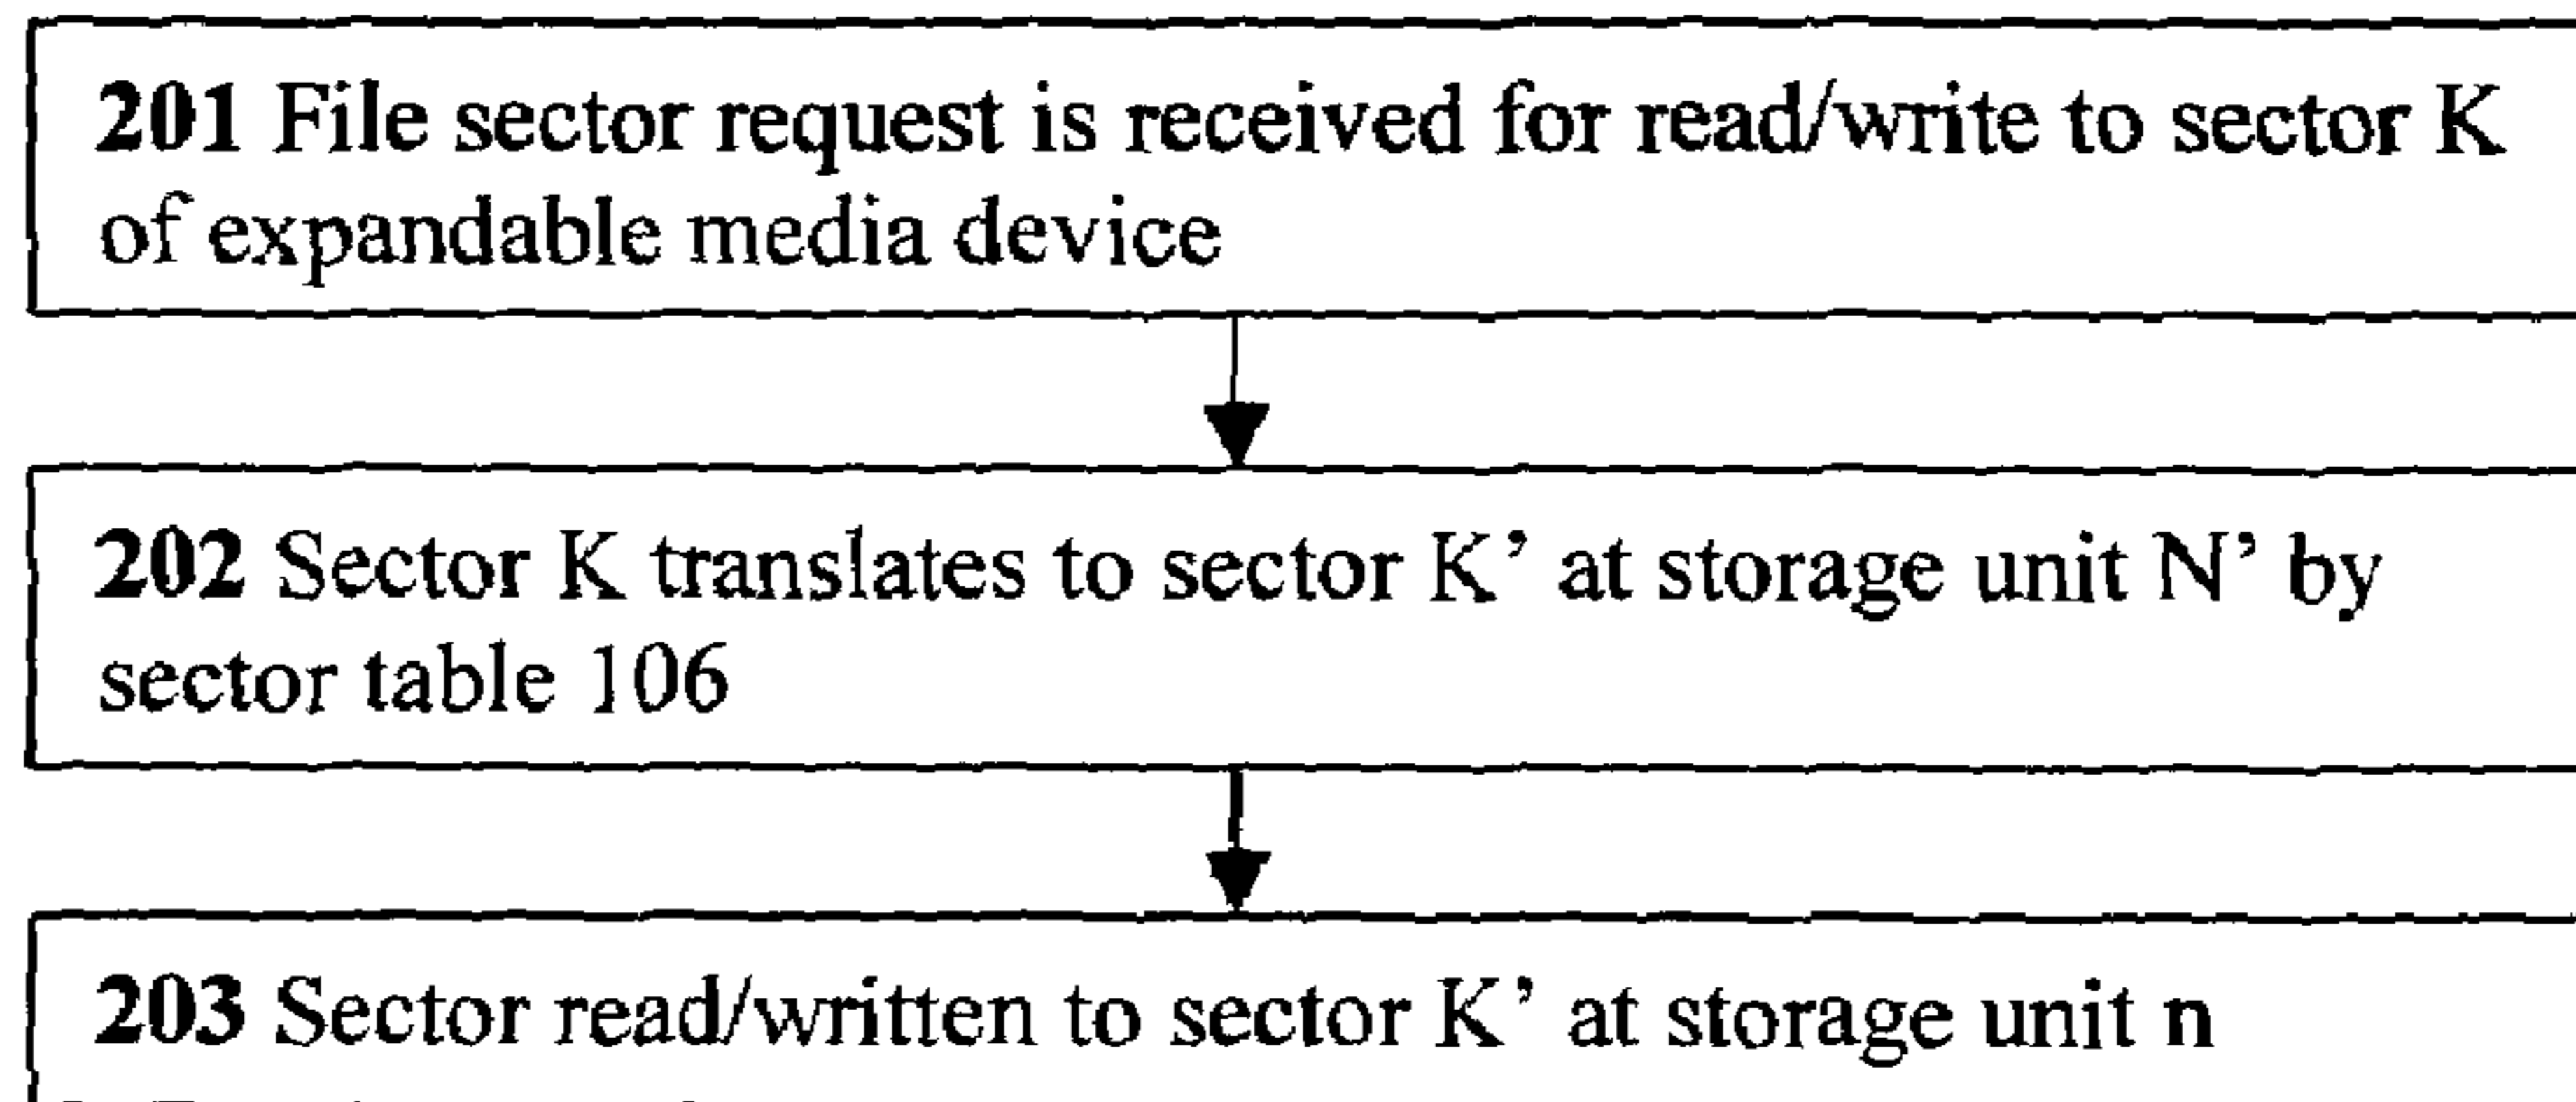 201 File sector request is received for read/write to sector K
of expandable media device
202 Sector K translates to sector K’ at storage unit N’ by
sector table 106
203 Sector read/written to sector K’ at storage unit n